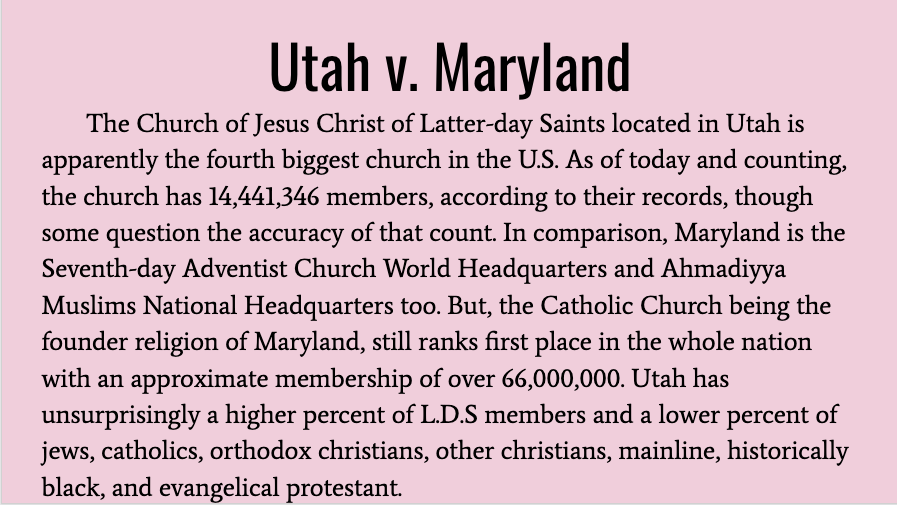 Utah v. Maryland
The Church of Jesus Christ of Latter-day Saints located in Utah is
apparently the fourth biggest church in the U.S. As of today and counting,
the church has 14,441,346 members, according to their records, though
some question the accuracy of that count. In comparison, Maryland is the
Seventh-day Adventist Church World Headquarters and Ahmadiyya
Muslims National Headquarters too. But, the Catholic Church being the
founder religion of Maryland, still ranks first place in the whole nation
with an approximate membership of over 66,000,000. Utah has
unsurprisingly a higher percent of L.D.S members and a lower percent of
jews, catholics, orthodox christians, other christians, mainline, historically
black, and evangelical protestant.